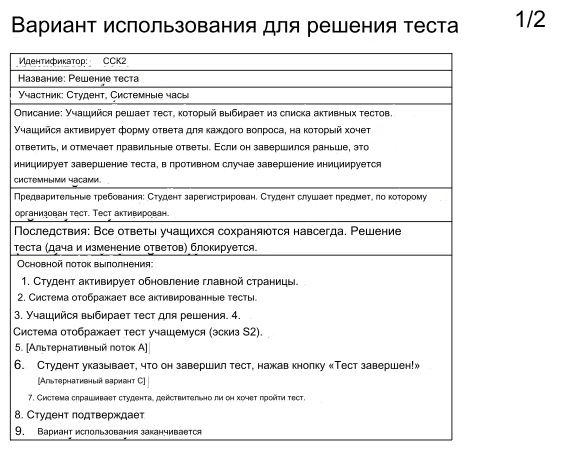 Вариант использования для решения теста
1/2
Идентификатор: ССК2
Название: Решение теста
Участник: Студент, Системные часы
Описание: Учащийся решает тест, который выбирает из списка активных тестов.
Учащийся активирует форму ответа для каждого вопроса, на который хочет
ответить, и отмечает правильные ответы. Если он завершился раньше, это
инициирует завершение теста, в противном случае завершение инициируется
системными часами.
Предварительные требования: Студент зарегистрирован. Студент слушает предмет, по которому
организован тест. Тест активирован.
Последствия: Все ответы учащихся сохраняются навсегда. Решение
теста (дача и изменение ответов) блокируется.
Основной поток выполнения:
1. Студент активирует обновление главной страницы.
2. Система отображает все активированные тесты.
3. Учащийся выбирает тест для решения. 4.
Система отображает тест учащемуся (эскиз S2).
5. [Альтернативный поток A]
6. Студент указывает, что он завершил тест, нажав кнопку «Тест завершен!»
[Альтернативный вариант C]
7. Система спрашивает студента, действительно ли он хочет пройти тест.
8. Студент подтверждает
9. Вариант использования заканчивается